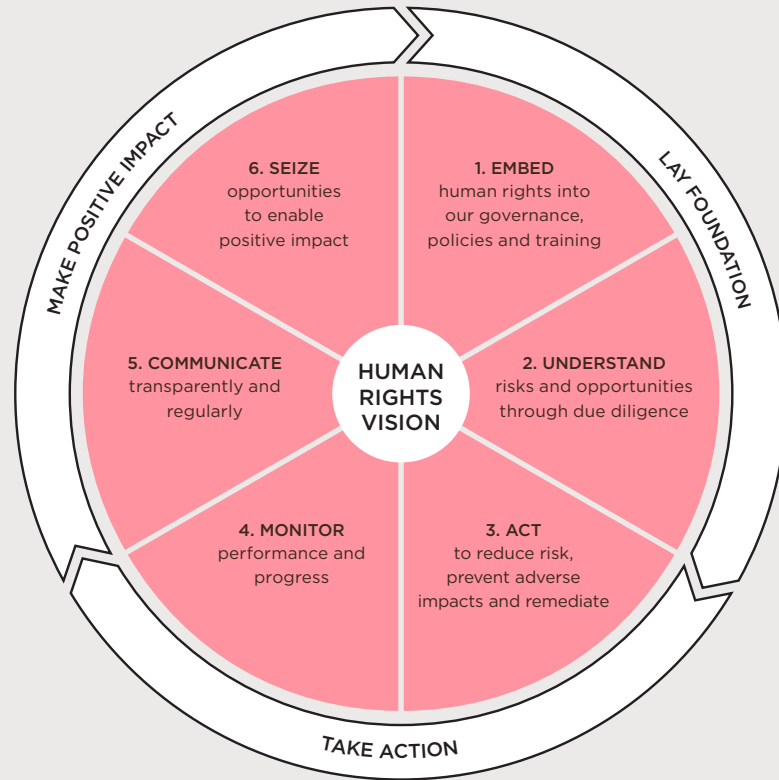 MAKE POSITIVE IMPACT
LAY FOUNDATION
TAKE ACTION
HUMAN
RIGHTS
VISION
1. EMBED
human rights into
our governance,
policies and training
2. UNDERSTAND
risks and opportunities
through due diligence
3. ACT
to reduce risk,
prevent adverse
impacts and remediate
4. MONITOR
performance and
progress
5. COMMUNICATE
transparently and
regularly
6. SEIZE
opportunities
to enable
positive impact